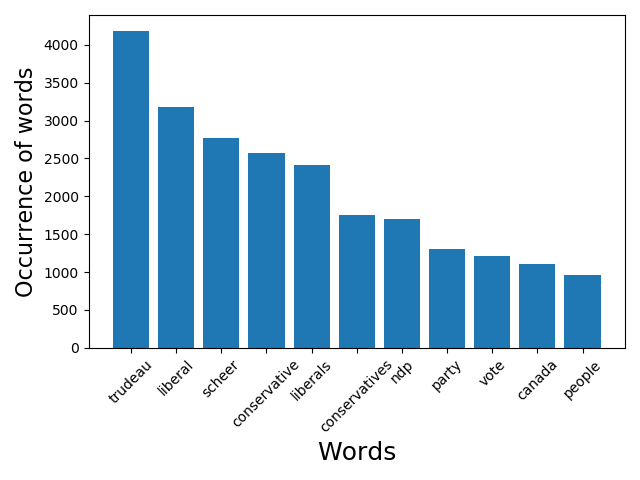 4000
3500
3000
2500
2000
1500
1000
500
0
Occurrence of words
trudeau
liberal
scheer
conservative
liberals
conservatives
ndp
party
vote
canada
people
Words